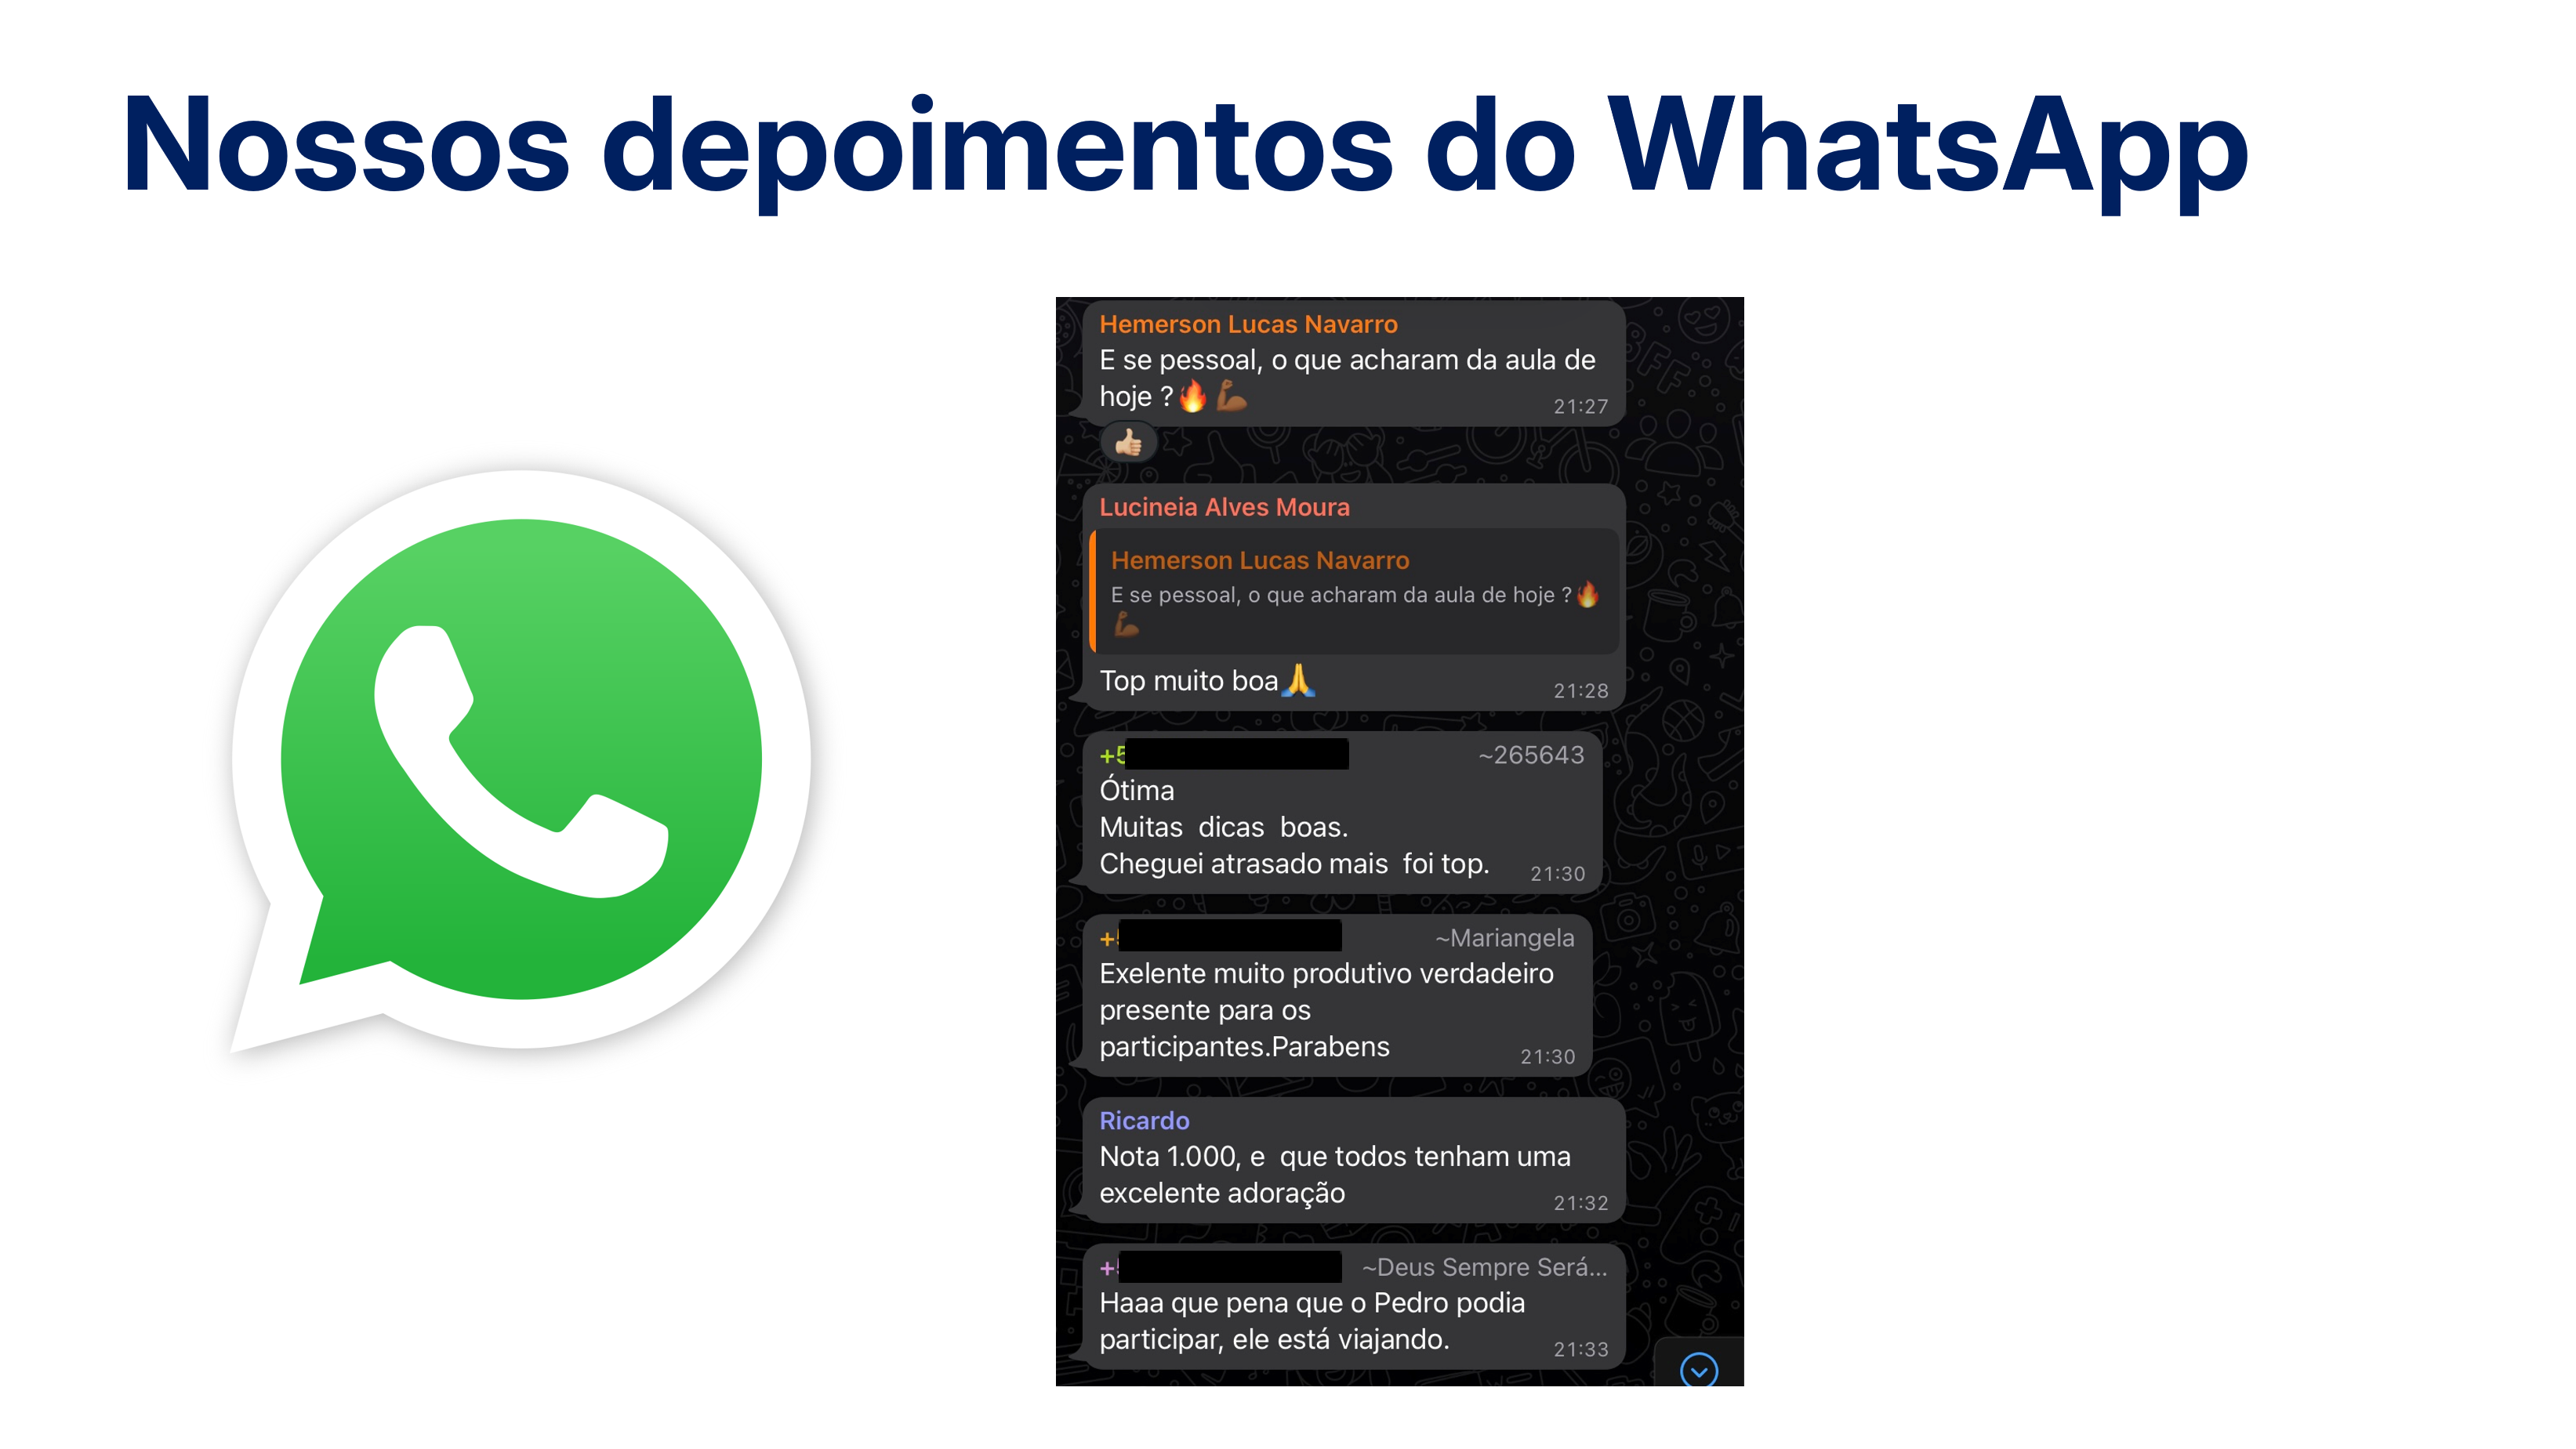 Nossos depoimentos do WhatsApp
Hemerson Lucas Navarro
E se pessoal, o que acharam da aula de
hoje ?🔥💪🏾
21:27
👍🏼
Lucineia Alves Moura
Hemerson Lucas Navarro
E se pessoal, o que acharam da aula de hoje ?🔥
💪🏾
Top muito boa🙏
21:28
+5 ~265643
Ótima
Muitas dicas boas.
Cheguei atrasado mais foi top.
21:30
+5 ~Mariangela
Exelente muito produtivo verdadeiro
presente para os
participantes.Parabens
21:30
Ricardo
Nota 1.000, e que todos tenham uma
excelente adoração
21:32
+5 ~Deus Sempre Será...
Haaa que pena que o Pedro podia
participar, ele está viajando.
21:33